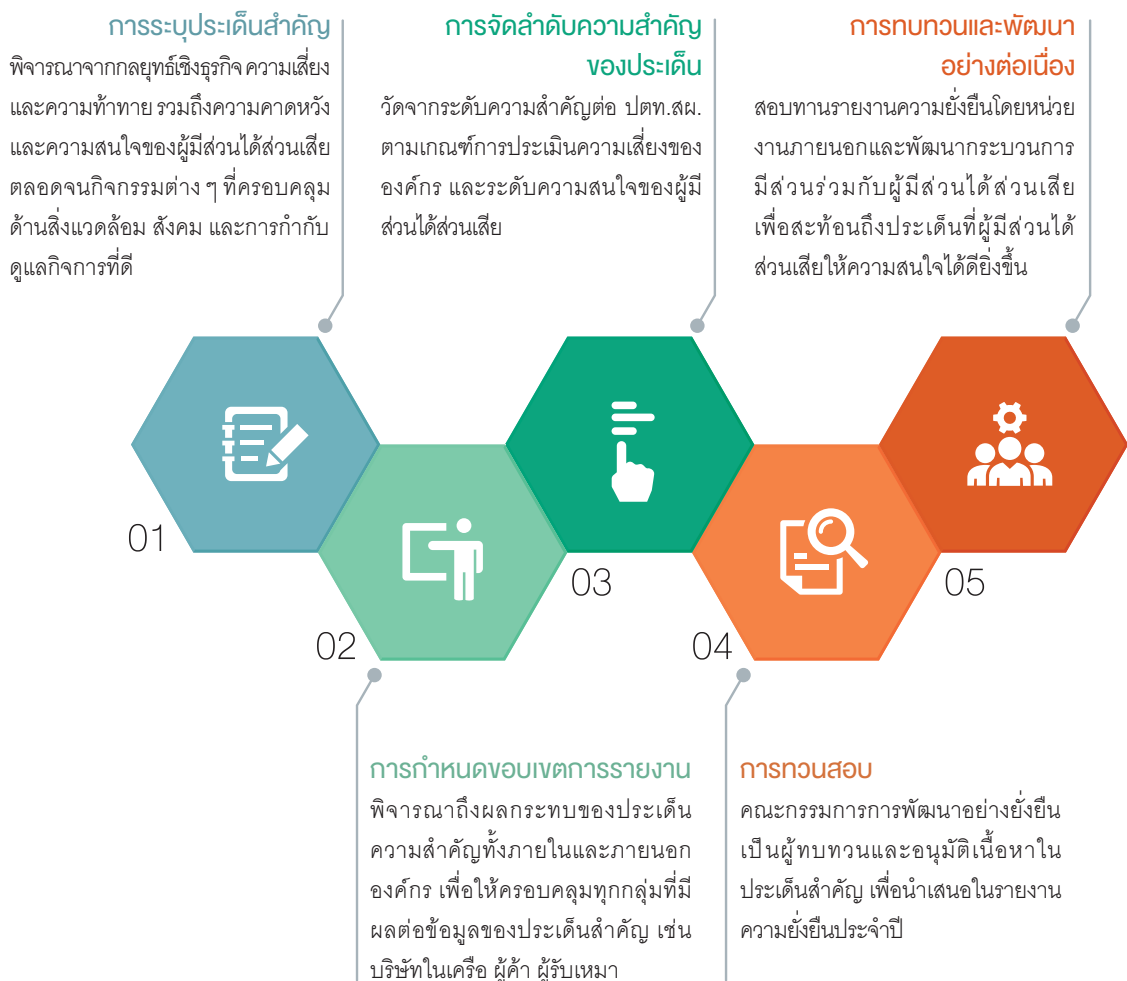 การระบุประเด็นสำคัญ
พิจารณาจากกลยุทธ์เชิงธุรกิจ ความเสี่ยง
และความท้าทาย รวมถึงความคาดหวัง
และความสนใจของผู้มีส่วนได้ส่วนเสีย
ตลอดจนกิจกรรมต่าง ๆ ที่ครอบคลุม
ด้านสิ่งแวดล้อม สังคม และการกำกับ
ดูแลกิจการที่ดี
01
การกำหนดขอบเขตการรายงาน
พิจารณาถึงผลกระทบของประเด็น
ความสำคัญทั้งภายในและภายนอก
องค์กร เพื่อให้ครอบคลุมทุกกลุ่มที่มี
ผลต่อข้อมูลของประเด็นสำคัญ เช่น
บริษัทในเครือ ผู้ค้า ผู้รับเหมา
02
การจัดลำดับความสำคัญ
ของประเด็น
วัดจากระดับความสำคัญต่อ ปตท.สผ.
ตามเกณฑ์การประเมินความเสี่ยงของ
องค์กร และระดับความสนใจของผู้มี
ส่วนได้ส่วนเสีย
03
การทวนสอบ
คณะกรรมการการพัฒนาอย่างยั่งยืน
เป็นผู้ทบทวนและอนุมัติเนื้อหาใน
ประเด็นสำคัญ เพื่อนำเสนอในรายงาน
ความยั่งยืนประจำปี
04
การทบทวนและพัฒนา
อย่างต่อเนื่อง
สอบทานรายงานความยั่งยืนโดยหน่วย
งานภายนอกและพัฒนากระบวนการ
มีส่วนร่วมกับผู้มีส่วนได้ส่วนเสีย
เพื่อสะท้อนถึงประเด็นที่ผู้มีส่วนได้
ส่วนเสียให้ความสนใจได้ดียิ่งขึ้น
05